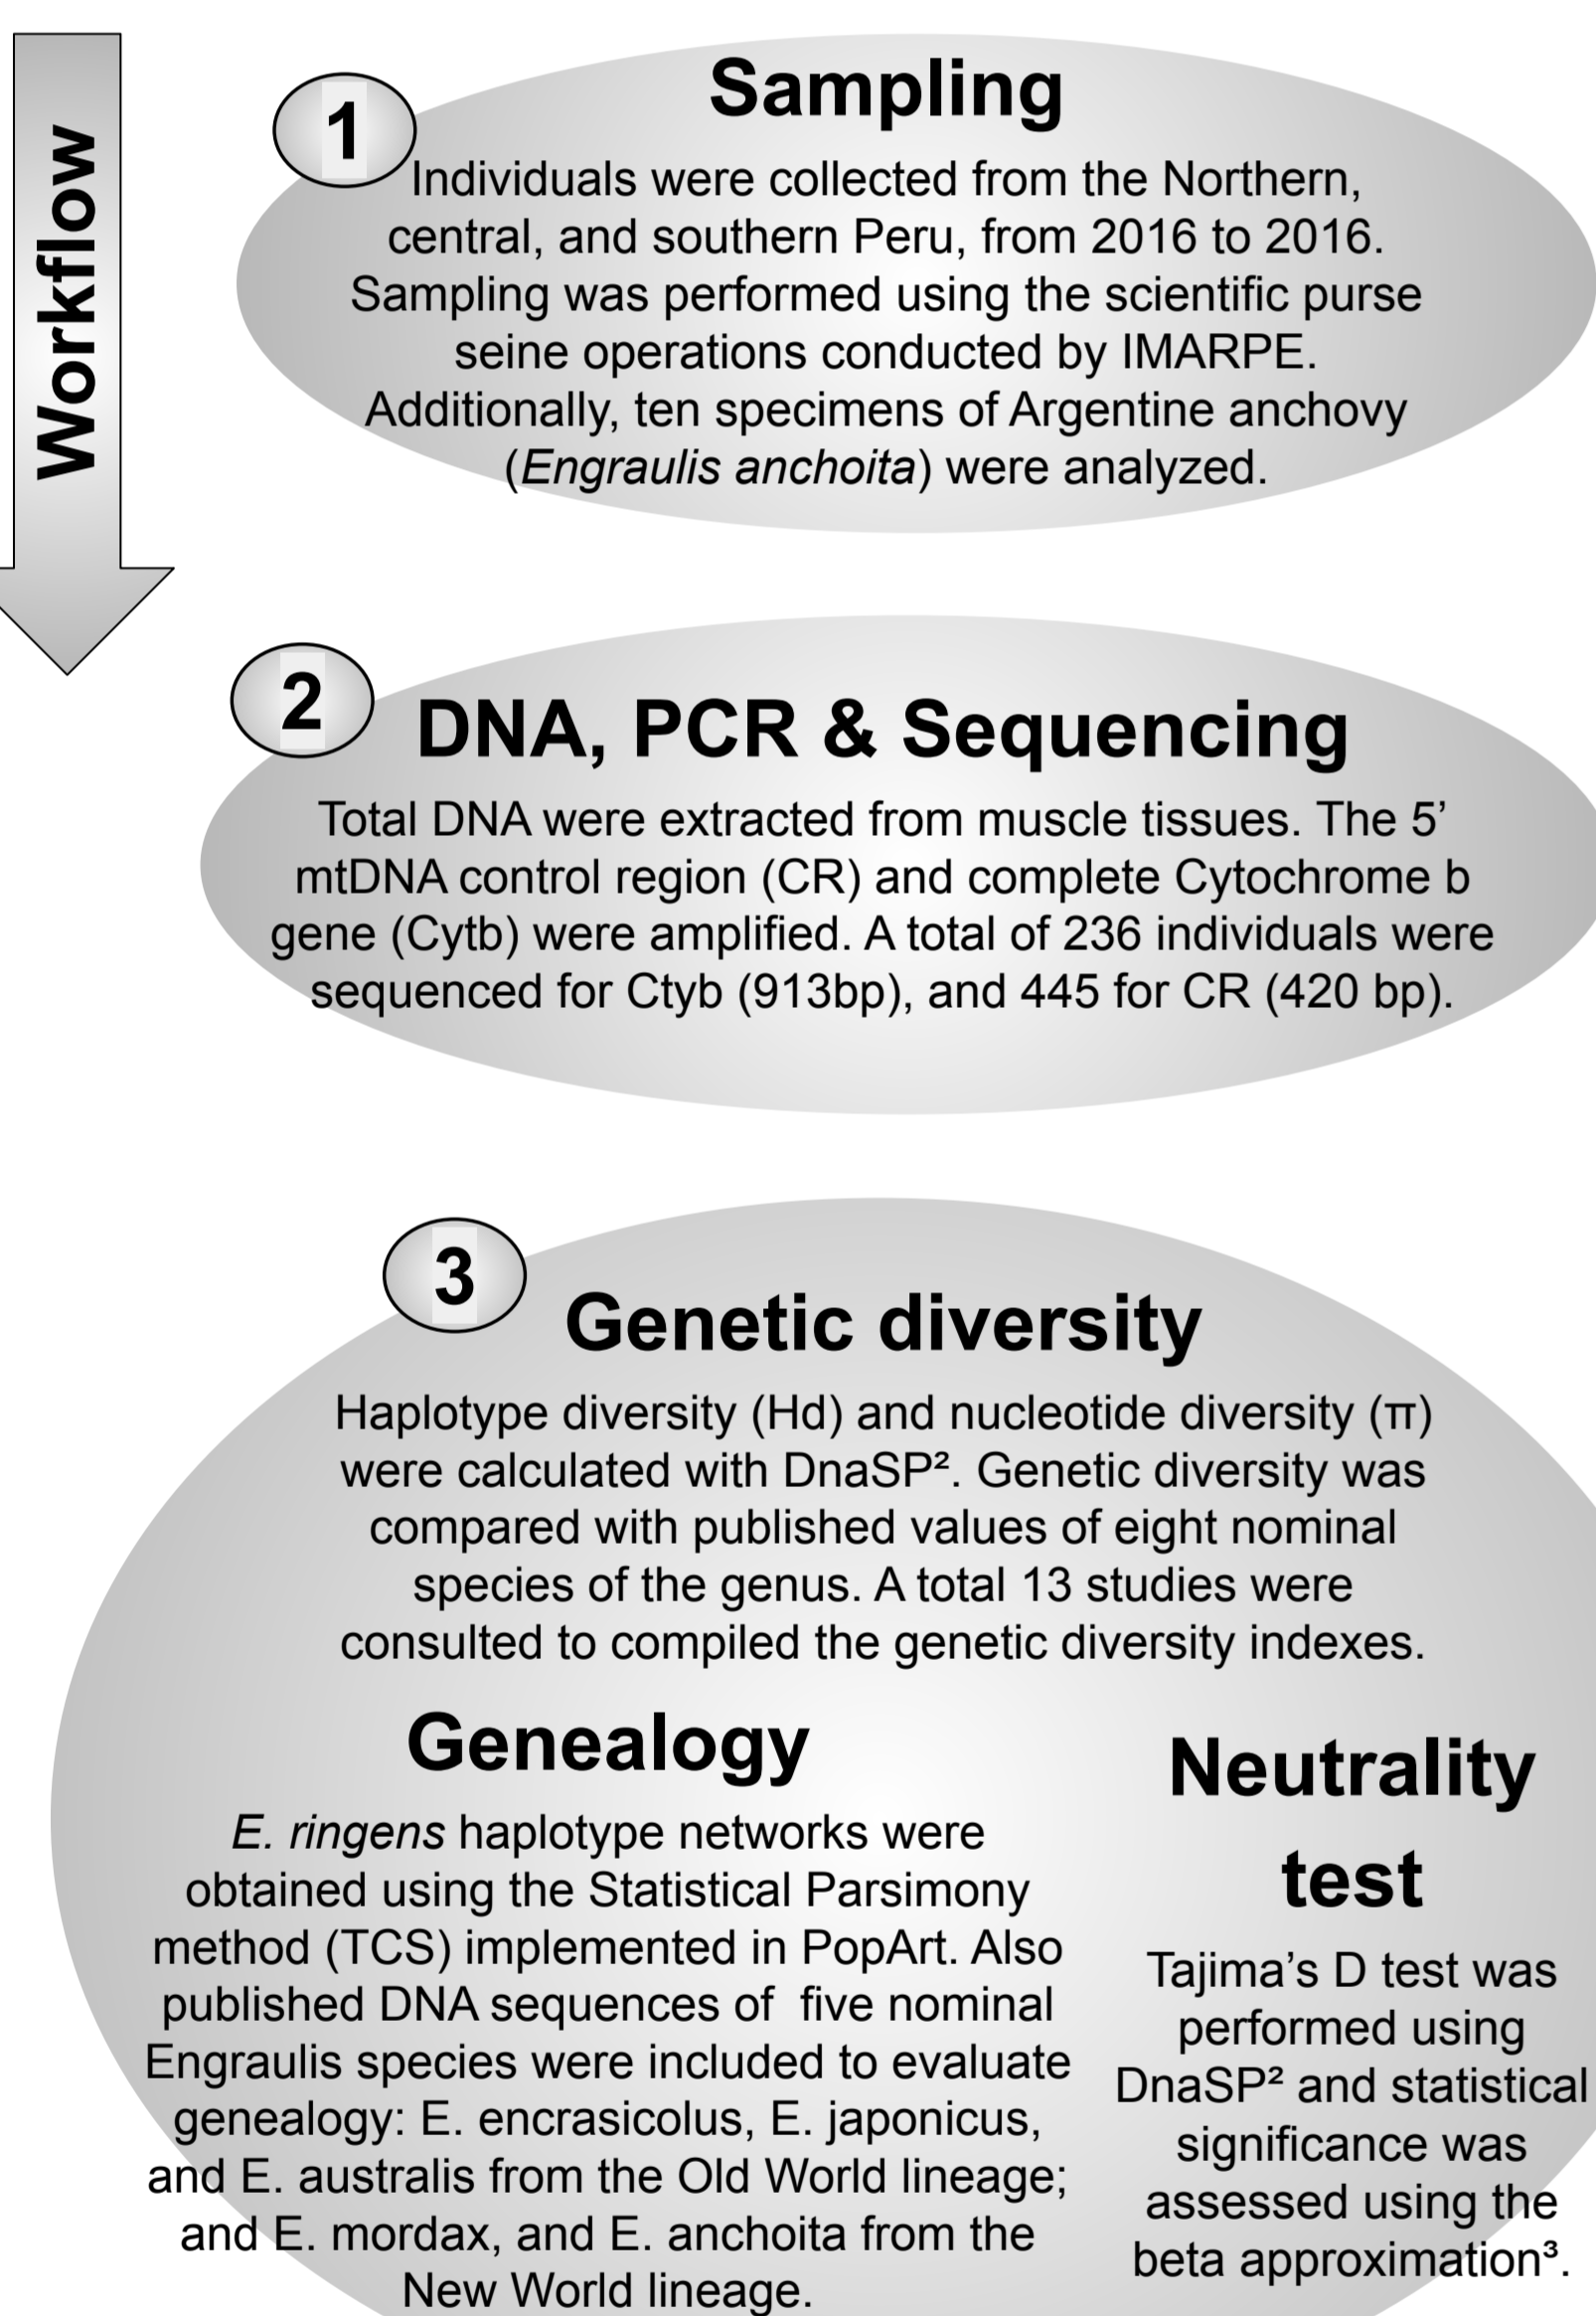 Workflow
1
Sampling
Individuals were collected from the Northern,
central, and southern Peru, from 2016 to 2016.
Sampling was performed using the scientific purse
seine operations conducted by IMARPE.
Additionally, ten specimens of Argentine anchovy
(Engraulis anchoita) were analyzed.
2
DNA, PCR & Sequencing
Total DNA were extracted from muscle tissues. The 5’
mtDNA control region (CR) and complete Cytochrome b
gene (Cytb) were amplified. A total of 236 individuals were
sequenced for Ctyb (913bp), and 445 for CR (420 bp).
3
Genetic diversity
Haplotype diversity (Hd) and nucleotide diversity (π)
were calculated with DnaSP². Genetic diversity was
compared with published values of eight nominal
species of the genus. A total 13 studies were
consulted to compiled the genetic diversity indexes.
Genealogy
E. ringens haplotype networks were
obtained using the Statistical Parsimony
method (TCS) implemented in PopArt. Also
published DNA sequences of  five nominal
Engraulis species were included to evaluate
genealogy: E. encrasicolus, E. japonicus,
and E. australis from the Old World lineage;
and E. mordax, and E. anchoita from the
New World lineage.
Neutrality
test
Tajima’s D test was
performed using
DnaSP² and statistical
significance was
assessed using the
beta approximation³.